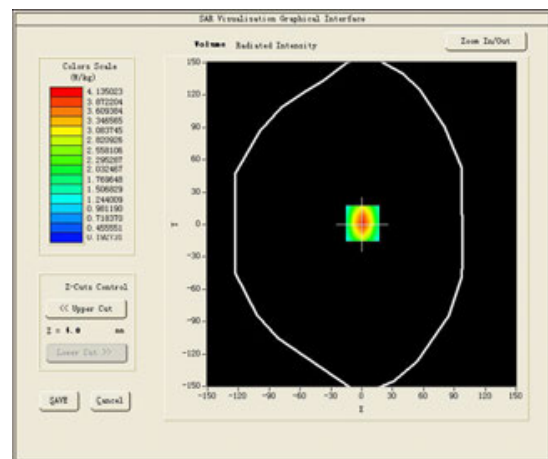 SAR Visualisation Graphical Interface
Volume Radiated Intensity
Zoom In/Out
Colors Scale
(W/kg)
4.135023
3.872204
3.609384
3.346565
3.083745
2.820926
2.558106
2.295287
2.032467
1.769648
1.506829
1.244009
0.981190
0.718370
0.455551
0.192731
Z-Cuts Control
<< Upper Cut
Z = 4.0 mm
Lower Cut >>
SAVE Cancel
150
120
90
60
30
0
-30
-60
-90
-120
-150
Y
-150 -120 -90 -60 -30 0 30 60 90 120 150
X